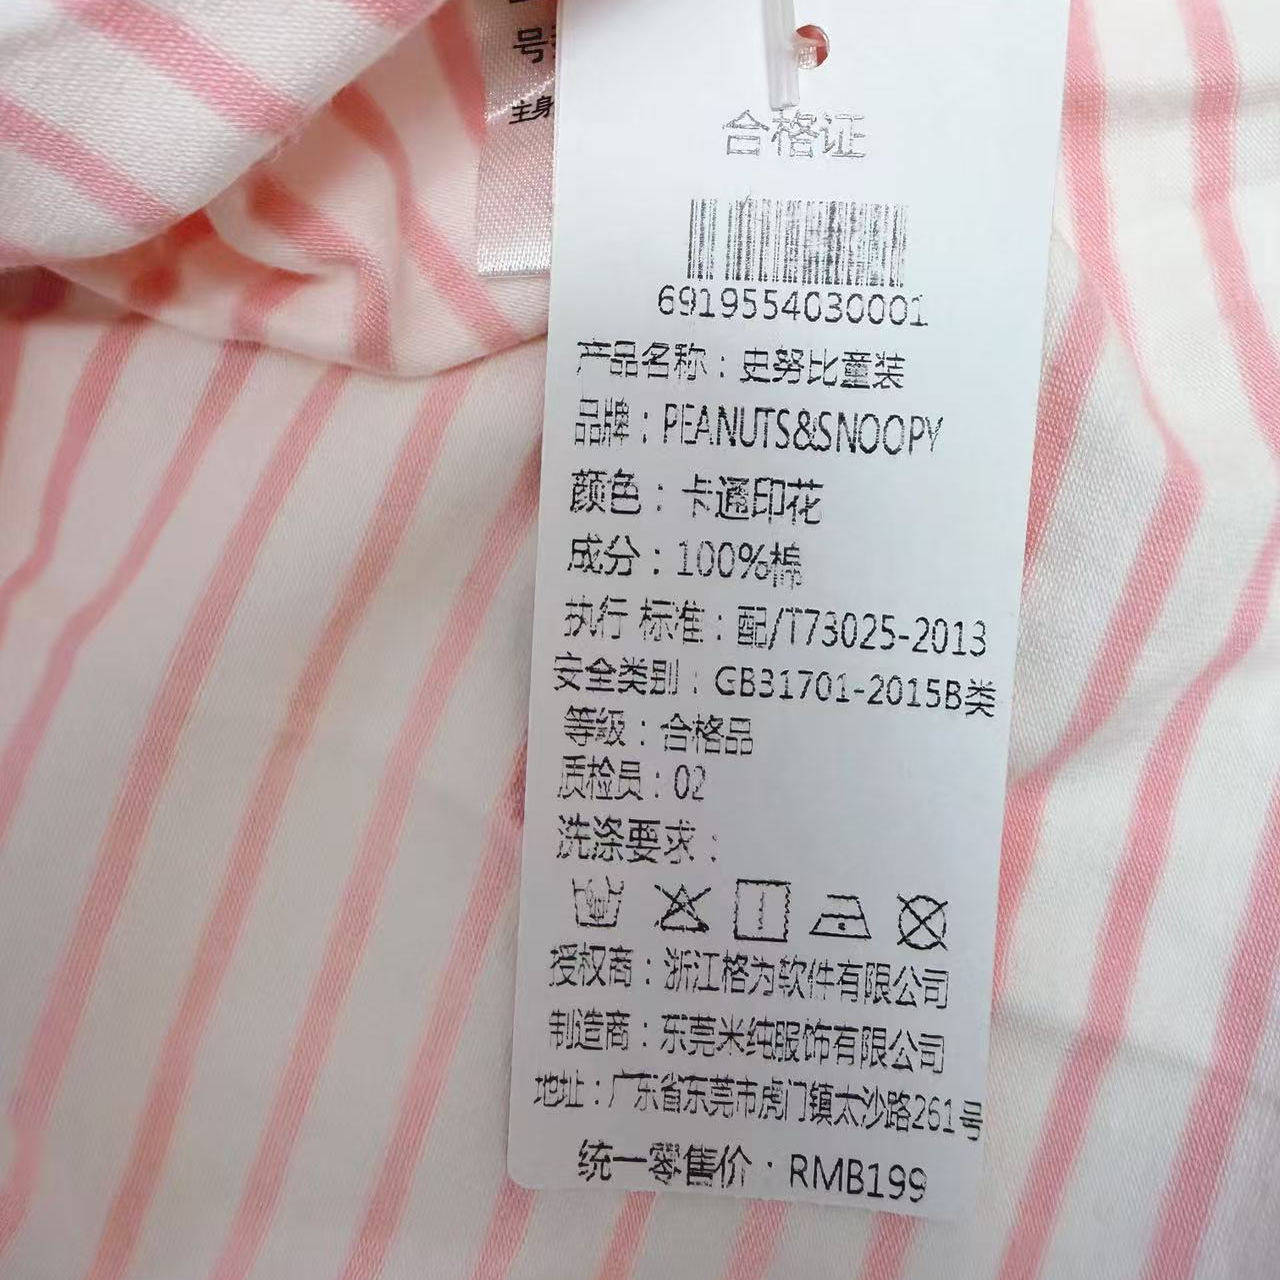 号
主身
合格证
6919554030001
产品名称：史努比童装
品牌：PEANUTS&SNOOPY
颜色：卡通印花
成分：100%棉
执行 标准：配/T73025-2013
安全类别：GB31701-2015B类
等级：合格品
质检员：02
洗涤要求：
授权商：浙江格为软件有限公司
制造商：东莞米纯服饰有限公司
地址：广东省东莞市虎门镇太沙路261号
统一零售价：RMB199